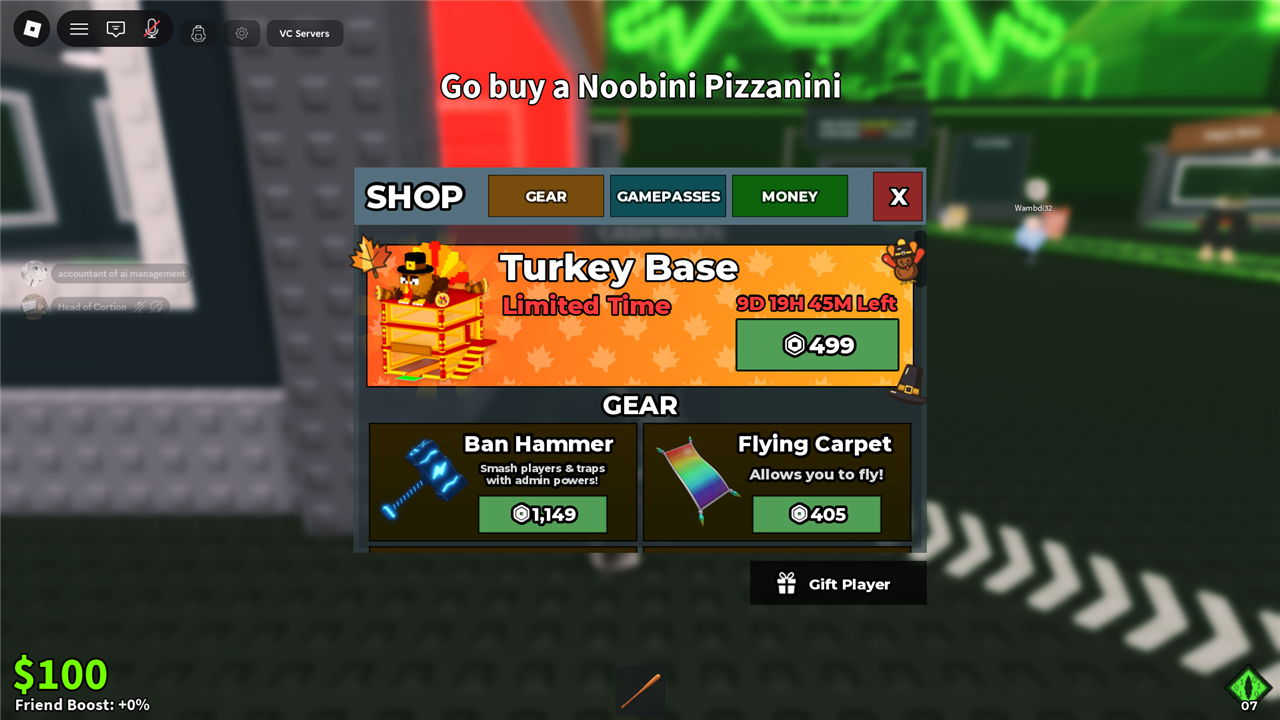 VC Servers
Go buy a Noobini Pizzanini
SHOP
GEAR
GAMEPASSES
MONEY
X
Wambdi32
CASH MULTI
Turkey Base
Limited Time
9D 19H 45M Left
499
accountant of ai management
Head of Cortion
GEAR
Ban Hammer
Smash players & traps
with admin powers!
1,149
Flying Carpet
Allows you to fly!
405
Gift Player
$100
Friend Boost: +0%
07